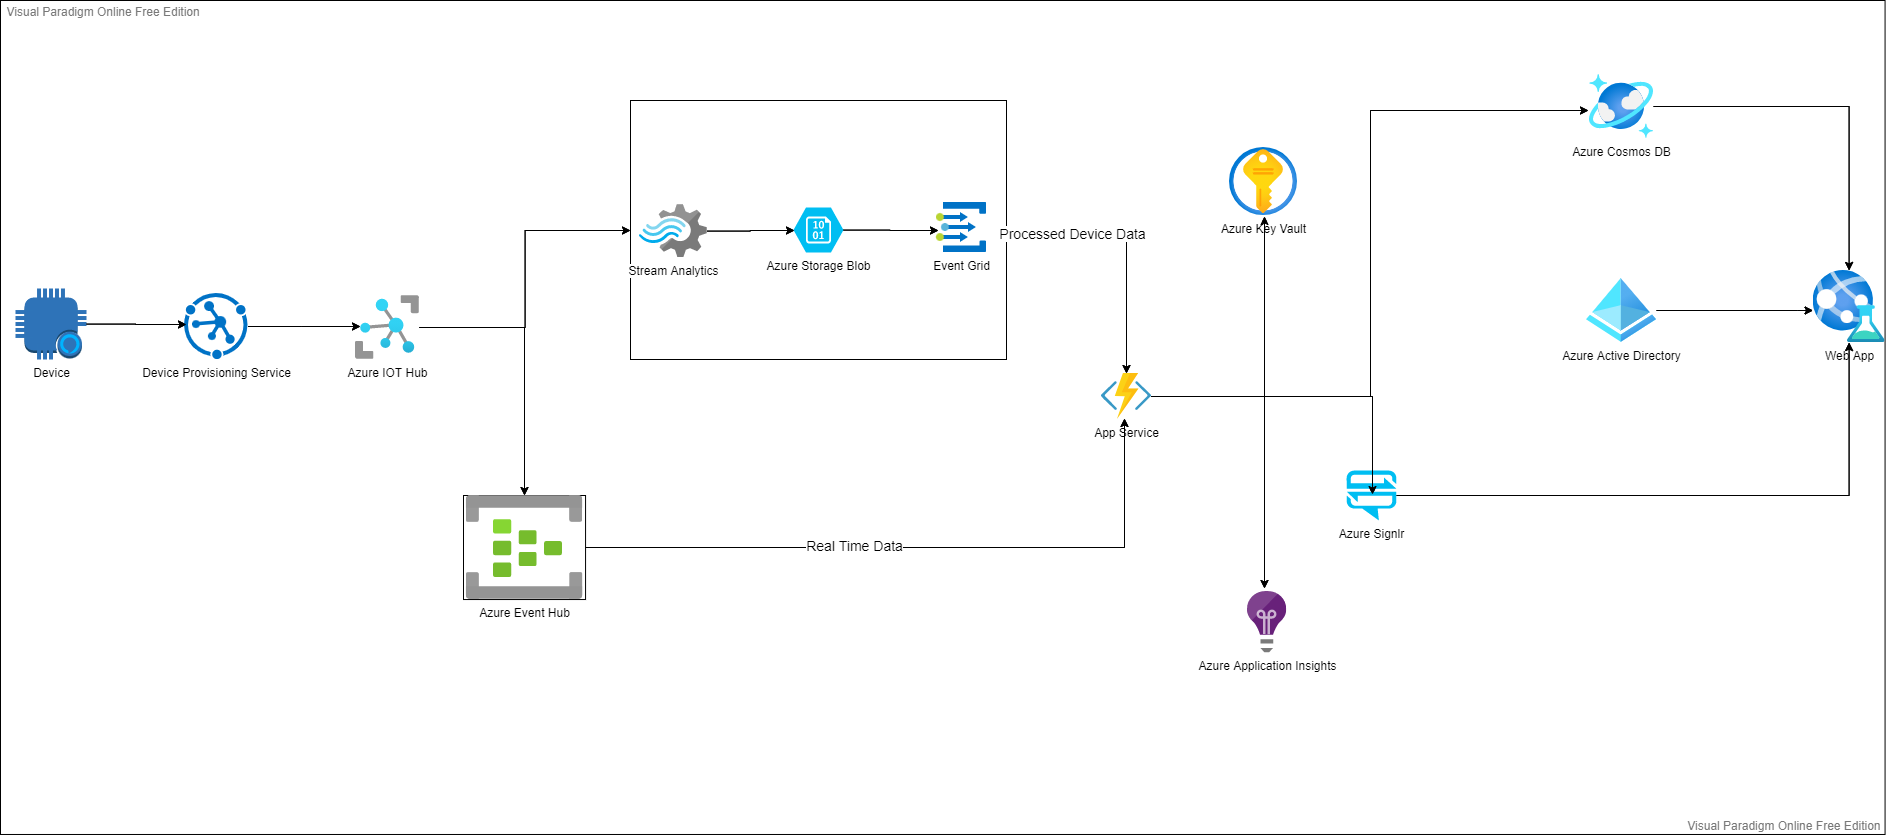 Visual Paradigm Online Free Edition
Device
Device Provisioning Service
Azure IOT Hub
Stream Analytics
10
01
Azure Storage Blob
Event Grid
Processed Device Data
Azure Event Hub
Real Time Data
App Service
Azure Key Vault
Azure Application Insights
Azure Signlr
Azure Cosmos DB
Azure Active Directory
Web App
Visual Paradigm Online Free Edition